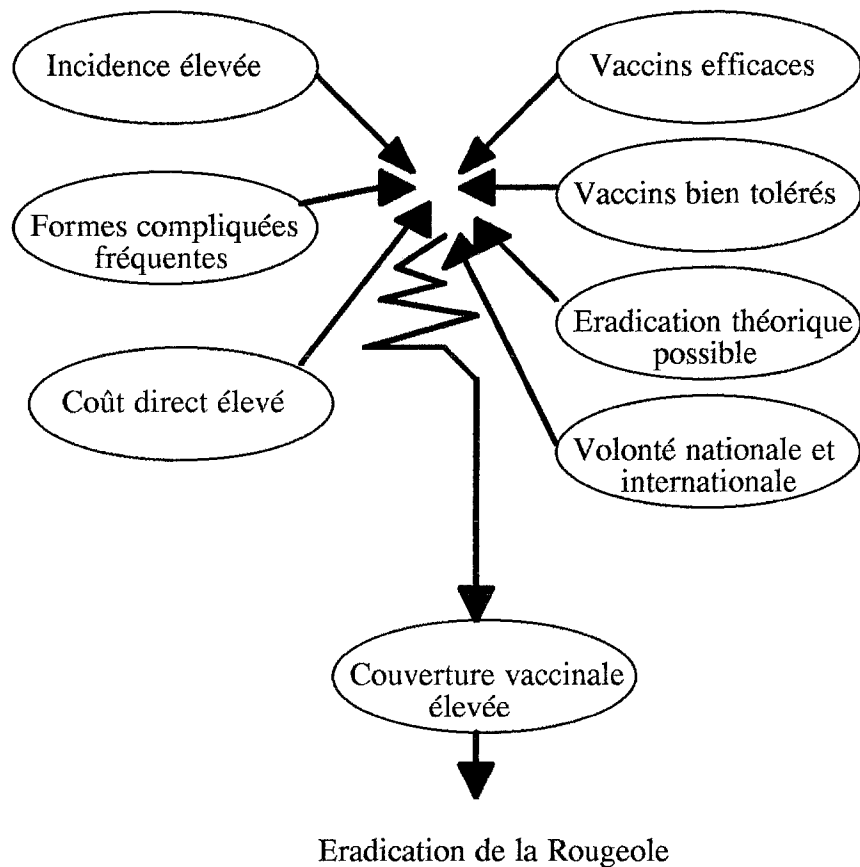 Incidence élevée
Formes compliquées
fréquentes
Coût direct élevé
Vaccins efficaces
Vaccins bien tolérés
Eradication théorique
possible
Volonté nationale et
internationale
Couverture vaccinale
élevée
Eradication de la Rougeole